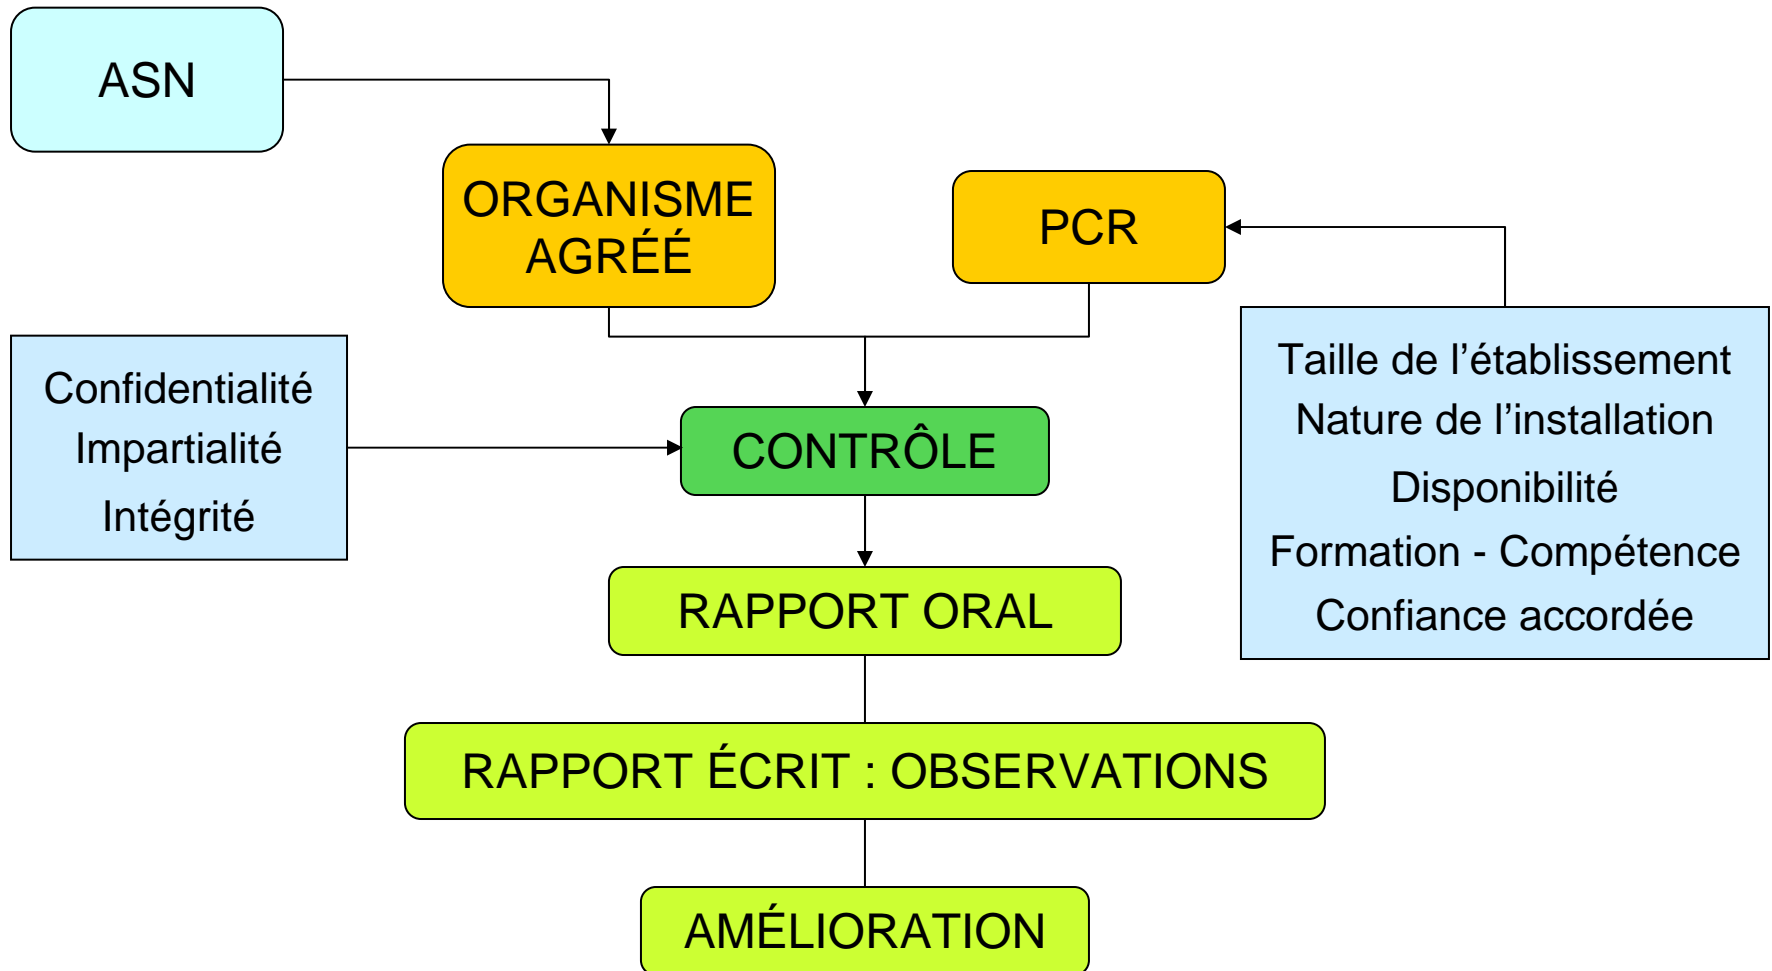 ASN
ORGANISME
AGRÉÉ
PCR
Confidentialité
Impartialité
Intégrité
CONTRÔLE
Taille de l’établissement
Nature de l’installation
Disponibilité
Formation - Compétence
Confiance accordée
RAPPORT ORAL
RAPPORT ÉCRIT : OBSERVATIONS
AMÉLIORATION